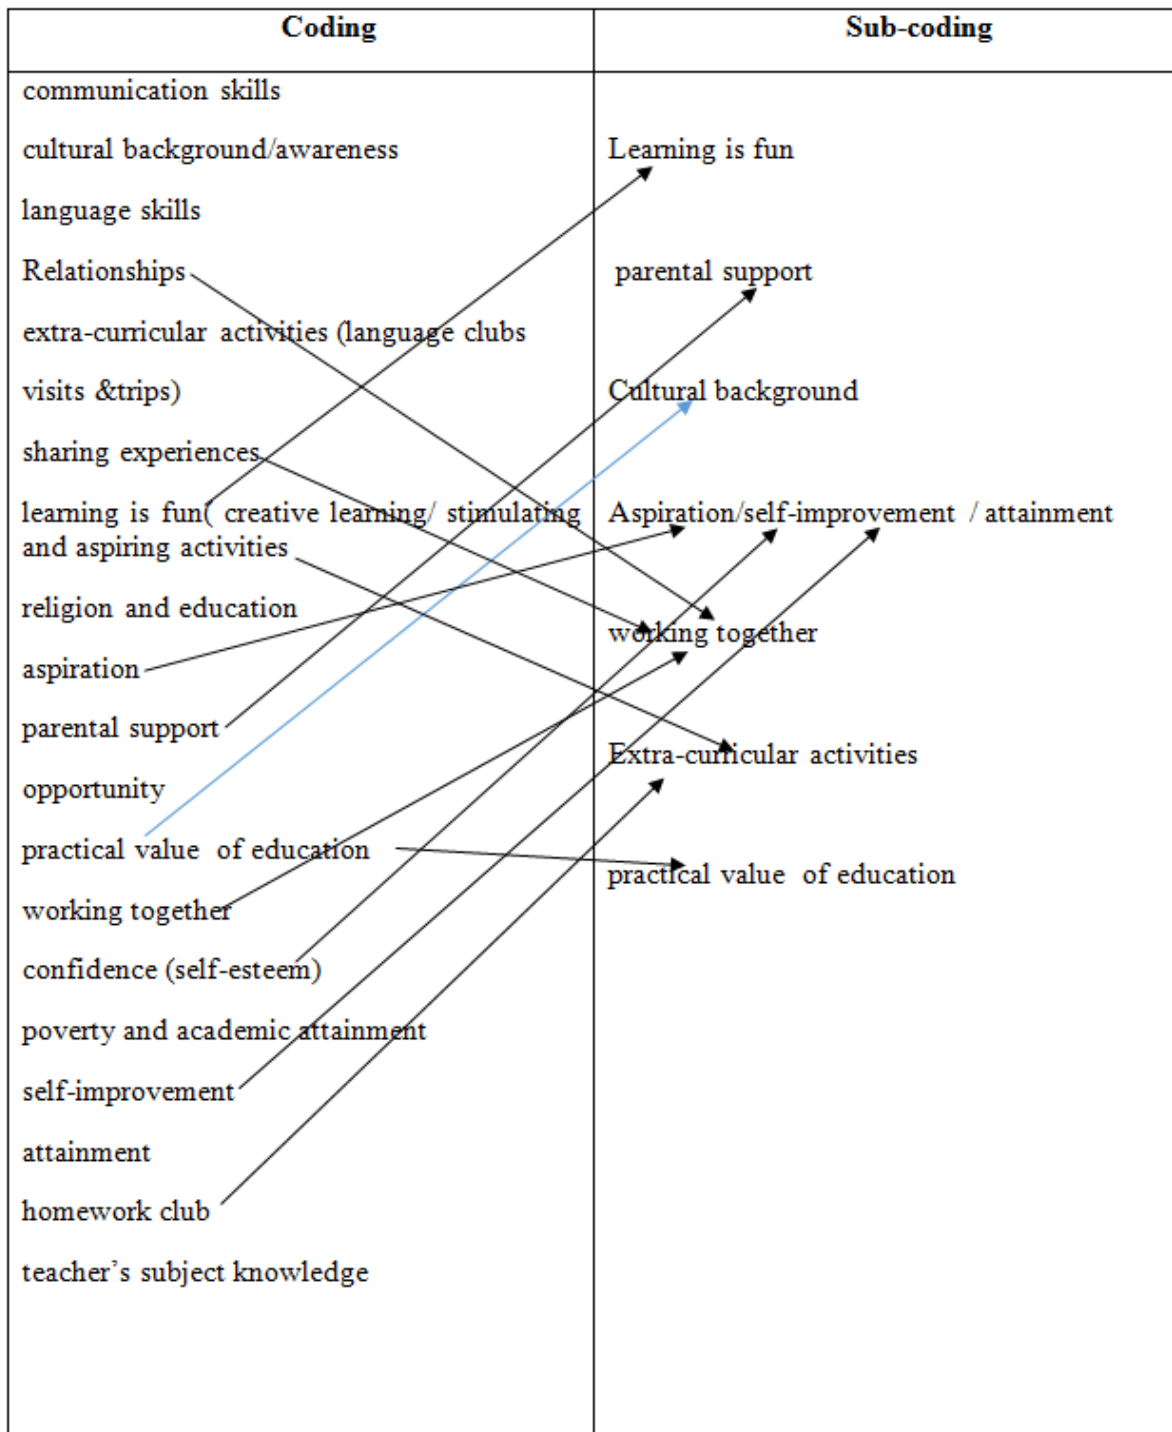 Coding
Sub-coding
communication skills
cultural background/awareness
language skills
Relationships
extra-curricular activities (language clubs
visits &trips)
sharing experiences
learning is fun( creative learning/ stimulating
and aspiring activities
religion and education
aspiration
parental support
opportunity
practical value of education
working together
confidence (self-esteem)
poverty and academic attainment
self-improvement
attainment
homework club
teacher’s subject knowledge
Learning is fun
parental support
Cultural background
Aspiration/self-improvement / attainment
working together
Extra-curricular activities
practical value of education